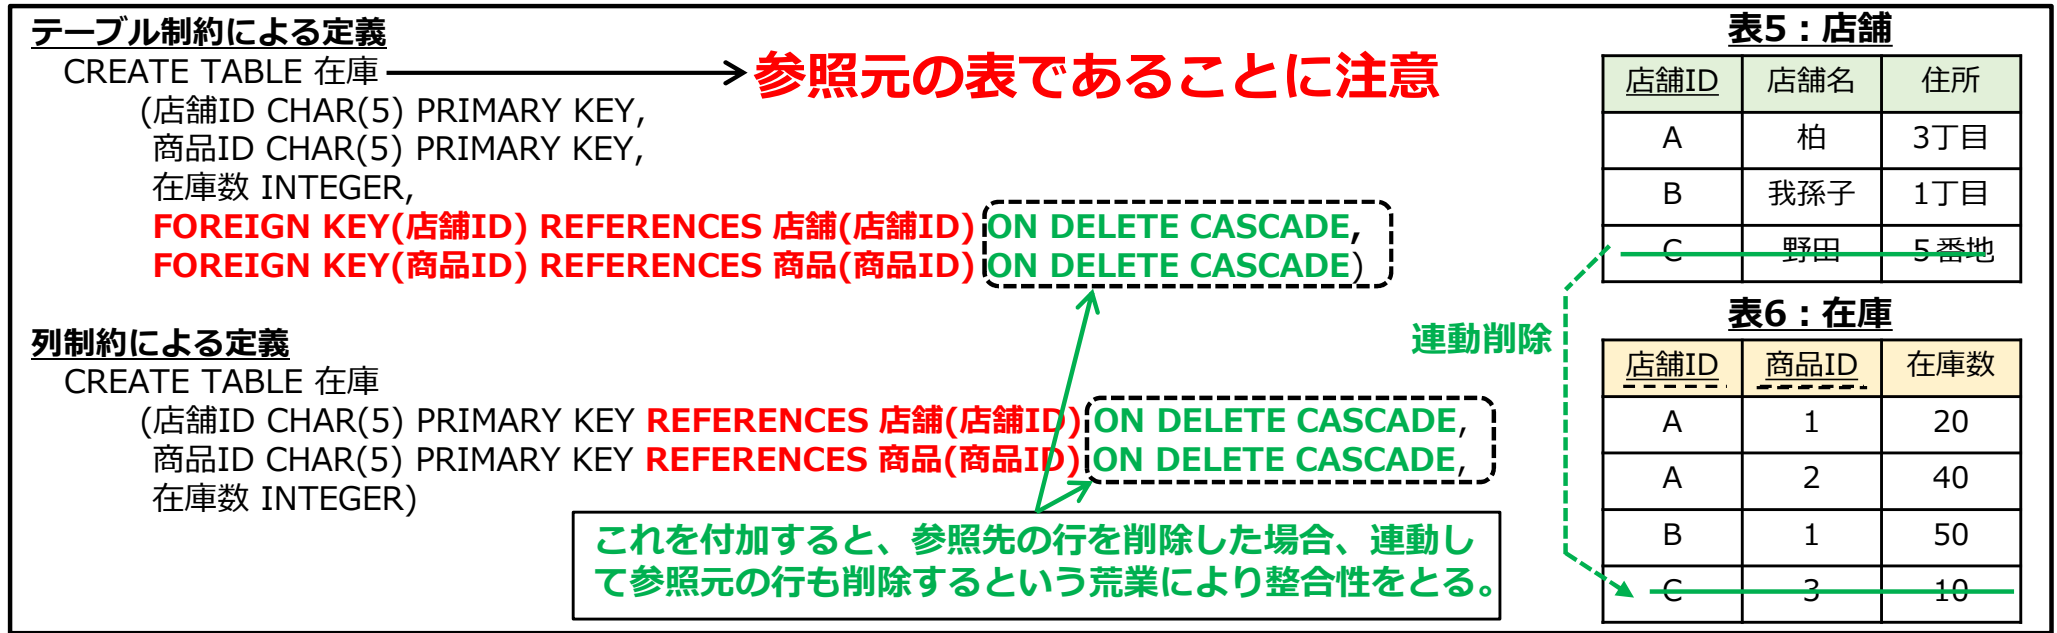 テーブル制約による定義
CREATE TABLE 在庫
参照元の表であることに注意
(店舗ID CHAR(5) PRIMARY KEY,
商品ID CHAR(5) PRIMARY KEY,
在庫数 INTEGER,
FOREIGN KEY(店舗ID) REFERENCES 店舗(店舗ID) ON DELETE CASCADE,
FOREIGN KEY(商品ID) REFERENCES 商品(商品ID) ON DELETE CASCADE)
列制約による定義
CREATE TABLE 在庫
(店舗ID CHAR(5) PRIMARY KEY REFERENCES 店舗(店舗ID) ON DELETE CASCADE,
商品ID CHAR(5) PRIMARY KEY REFERENCES 商品(商品ID) ON DELETE CASCADE,
在庫数 INTEGER)
これを付加すると、参照先の行を削除した場合、連動し
て参照元の行も削除するという荒業により整合性をとる。
表5：店舗
店舗ID 店舗名 住所
A 柏 3丁目
B 我孫子 1丁目
C 野田 ５番地
連動削除
表6：在庫
店舗ID 商品ID 在庫数
A 1 20
A 2 40
B 1 50
C 3 10